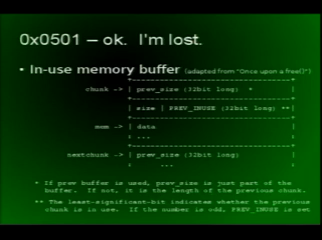 0x0501 – ok.  I'm lost.
• In-use memory buffer (adapted from "Once upon a free()")
+----------------------------------+
chunk -> | prev_size (32bit long)  * |
+----------------------------------+
| size | PREV_INUSE (32bit long) **|
+----------------------------------+
mem -> | data |
| ... |
+----------------------------------+
nextchunk -> | prev_size (32bit long) |
: ... :
* If prev buffer is used, prev_size is just part of the
buffer.  If not, it is the length of the previous chunk.
** The least-significant-bit indicates whether the previous
chunk is in use.  If the number is odd, PREV_INUSE is set